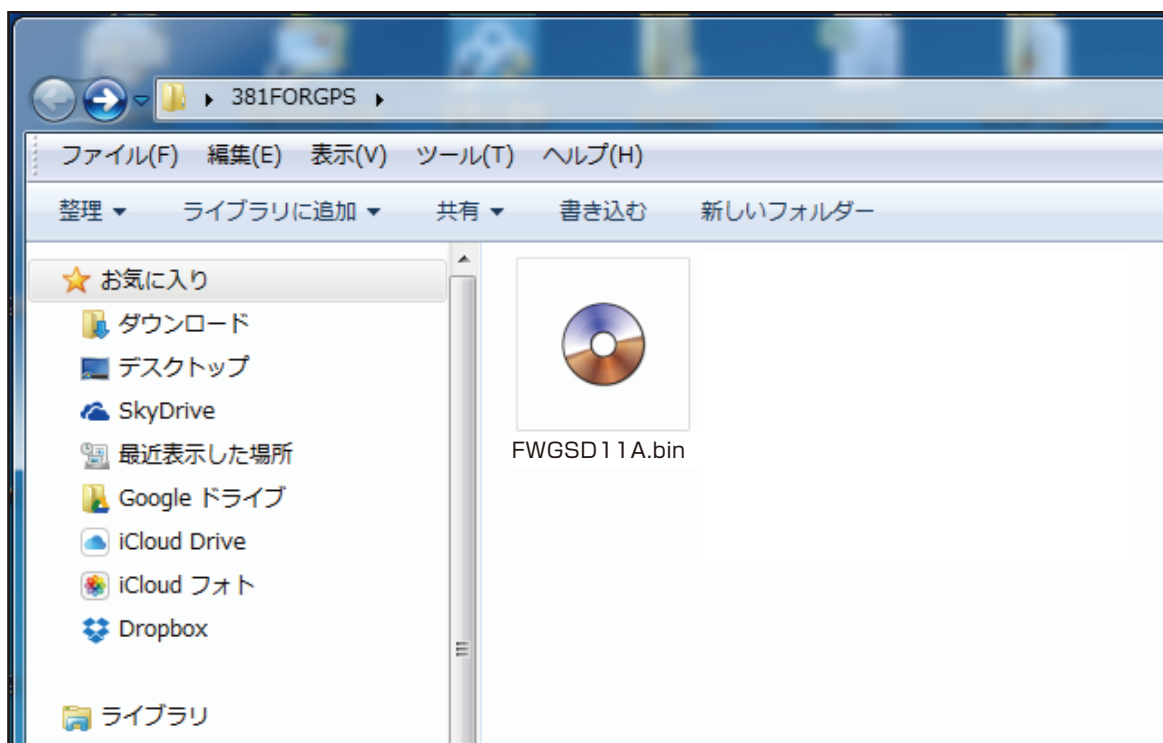 381FORGPS
ファイル(F) 編集(E) 表示(V) ツール(T) ヘルプ(H)
整理 ライブラリに追加 共有 書き込む 新しいフォルダー
お気に入り
ダウンロード
デスクトップ
SkyDrive
最近表示した場所
Google ドライブ
iCloud Drive
iCloud フォト
Dropbox
ライブラリ
FWGSD11A.bin